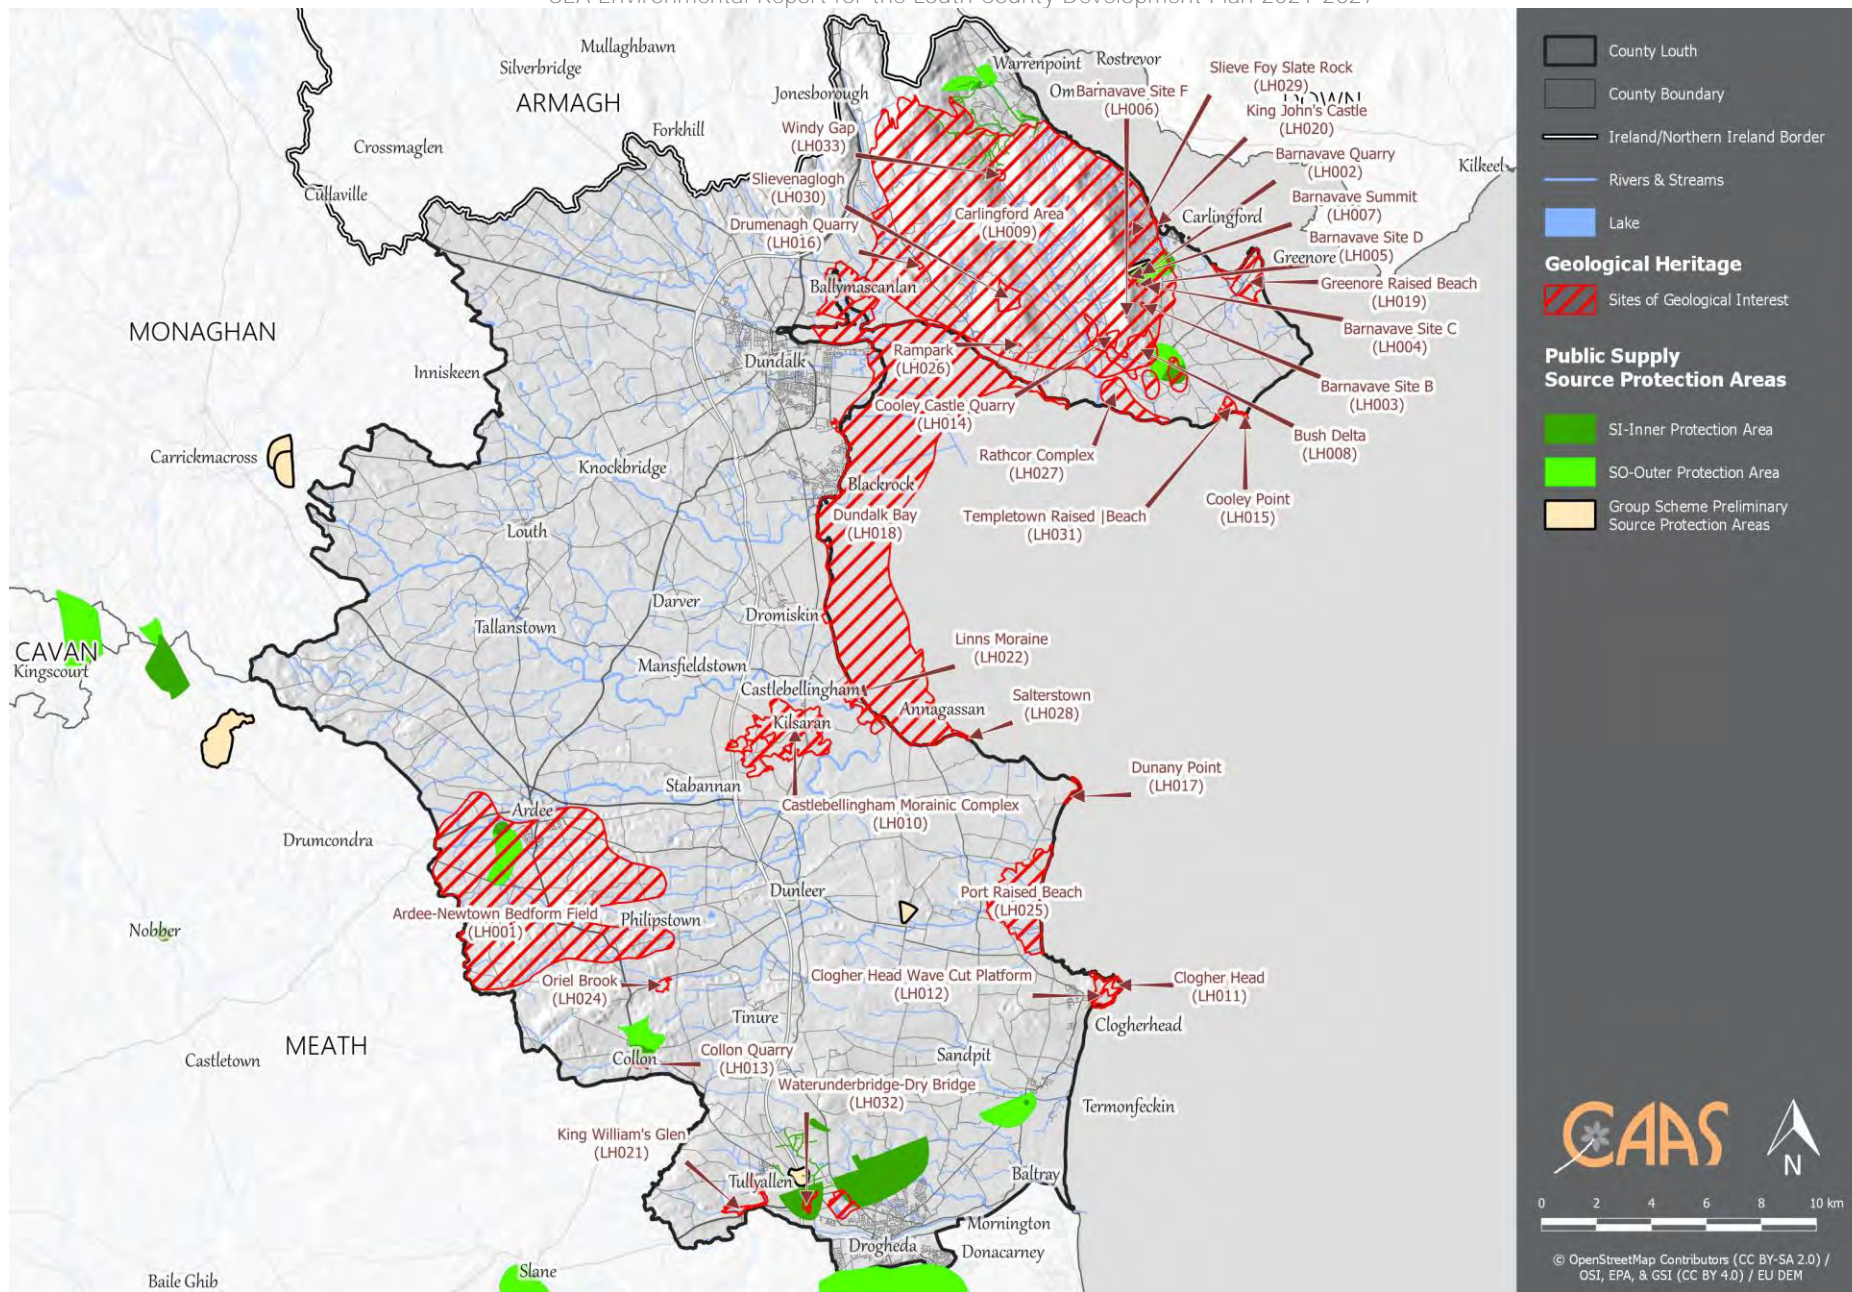 SEA Environmental Report for the Louth County Development Plan 2021-2027
Mullaghbawn
Silverbridge
ARMAGH
Jonesborough
Warrenpoint
Rostrevor
Om
DOWN
Forkhill
Crossmaglen
Cullaville
Kilkeel
Windy Gap
(LH033)
Slievenaglogh
(LH030)
Drumenagh Quarry
(LH016)
Barnavave Site F
(LH006)
Slieve Foy Slate Rock
(LH029)
King John's Castle
(LH020)
Barnavave Quarry
(LH002)
Barnavave Summit
(LH007)
Barnavave Site D
(LH005)
Greenore Raised Beach
(LH019)
Barnavave Site C
(LH004)
Barnavave Site B
(LH003)
Bush Delta
(LH008)
Carlingford Area
(LH009)
Carlingford
Greenore
Ballymascanlan
MONAGHAN
Inniskeen
Dundalk
Rampark
(LH026)
Cooley Castle Quarry
(LH014)
Rathcor Complex
(LH027)
Templetown Raised |Beach
(LH031)
Cooley Point
(LH015)
Carrickmacross
Knockbridge
Blackrock
Dundalk Bay
(LH018)
Louth
Darver
Dromiskin
Tallanstown
CAVAN
Kingscourt
Mansfieldstown
Castlebellingham
Linns Moraine
(LH022)
Annagassan
Salterstown
(LH028)
Kilsaran
Stabannan
Castlebellingham Morainic Complex
(LH010)
Dunany Point
(LH017)
Ardee
Drumcondra
Dunleer
Port Raised Beach
(LH025)
Ardee-Newtown Bedform Field
(LH001)
Philipstown
Nobber
Oriel Brook
(LH024)
Clogher Head Wave Cut Platform
(LH012)
Clogher Head
(LH011)
Clogherhead
Tinure
MEATH
Castletown
Collon
Collon Quarry
(LH013)
Sandpit
Waterunderbridge-Dry Bridge
(LH032)
Termonfeckin
King William's Glen
(LH021)
Tullyallen
Baltray
Mornington
Drogheda
Donacarney
Slane
Baile Ghib
County Louth
County Boundary
Ireland/Northern Ireland Border
Rivers & Streams
Lake
Geological Heritage
Sites of Geological Interest
Public Supply
Source Protection Areas
SI-Inner Protection Area
SO-Outer Protection Area
Group Scheme Preliminary
Source Protection Areas
CAAS
N
0 2 4 6 8 10 km
© OpenStreetMap Contributors (CC BY-SA 2.0) /
OSI, EPA, & GSI (CC BY 4.0) / EU DEM